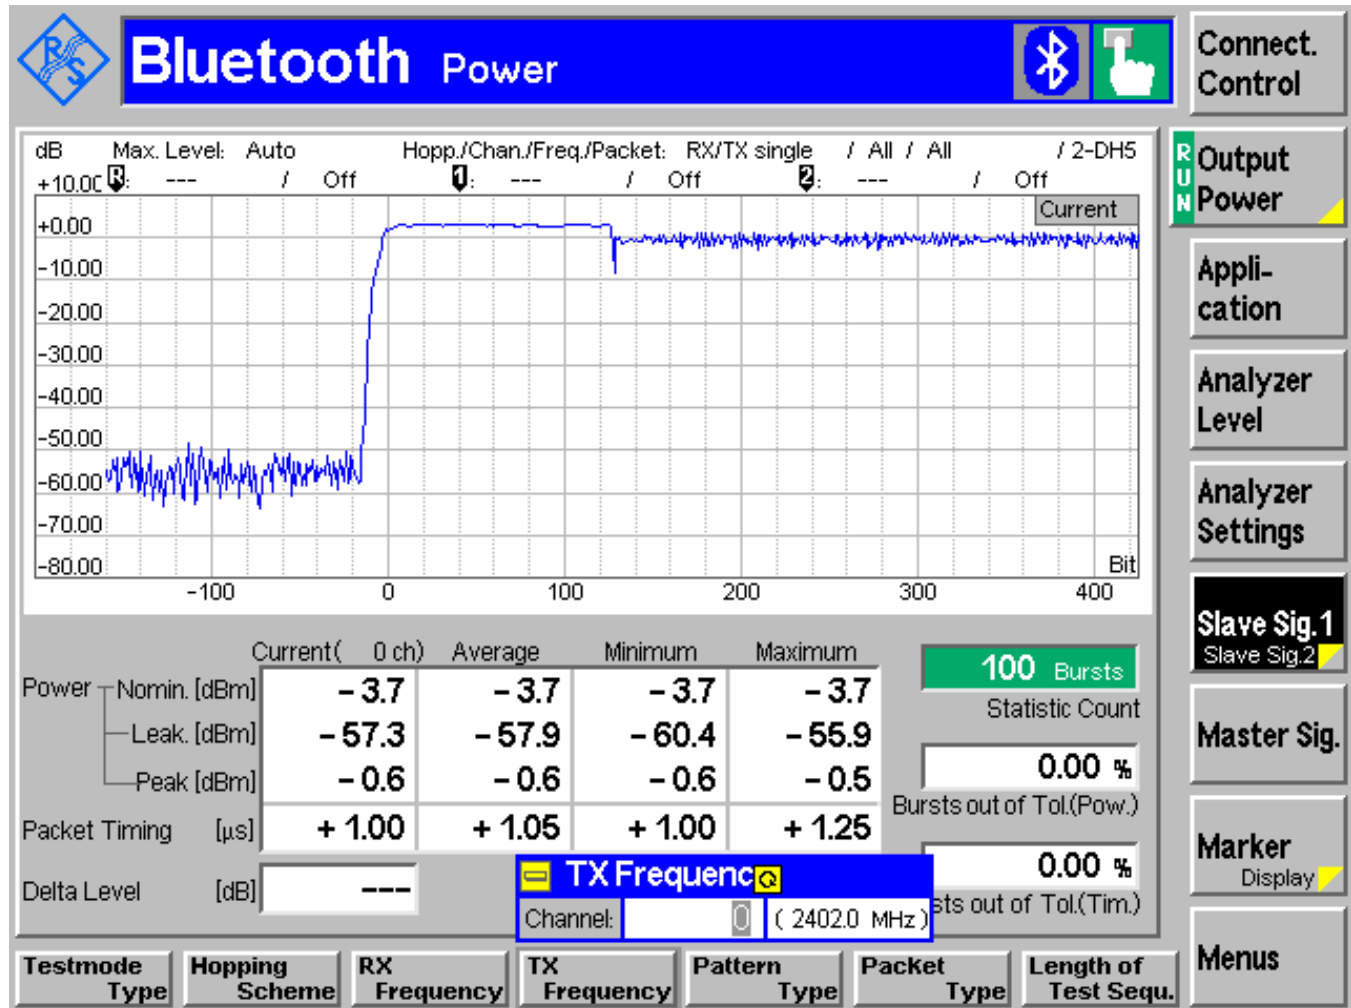 R&S Bluetooth Power
Connect. Control
dB Max. Level: Auto Hopp./Chan./Freq./Packet: RX/TX single / All / All / 2-DH5
+10.00 R: --- / Off 1: --- / Off 2: --- / Off
Current
RUN Output Power
+0.00
-10.00
-20.00
-30.00
-40.00
-50.00
-60.00
-70.00
-80.00
Bit
-100 0 100 200 300 400
Appli-
cation
Analyzer
Level
Analyzer
Settings
Slave Sig.1
Slave Sig.2
Master Sig.
Marker
Display
Menus
Current( 0 ch) Average Minimum Maximum
Power Nomin. [dBm] - 3.7 - 3.7 - 3.7 - 3.7
Leak. [dBm] - 57.3 - 57.9 - 60.4 - 55.9
Peak [dBm] - 0.6 - 0.6 - 0.6 - 0.5
Packet Timing [µs] + 1.00 + 1.05 + 1.00 + 1.25
Delta Level [dB] ---
100 Bursts
Statistic Count
0.00 %
Bursts out of Tol.(Pow.)
0.00 %
sts out of Tol.(Tim.)
TX Frequenc
Channel: 0 ( 2402.0 MHz )
Testmode Type
Hopping Scheme
RX Frequency
TX Frequency
Pattern Type
Packet Type
Length of Test Sequ.